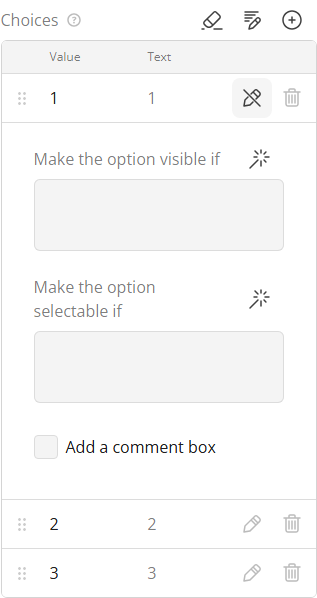 Choices ?
Value Text
1 1
Make the option visible if
Make the option
selectable if
Add a comment box
2 2
3 3